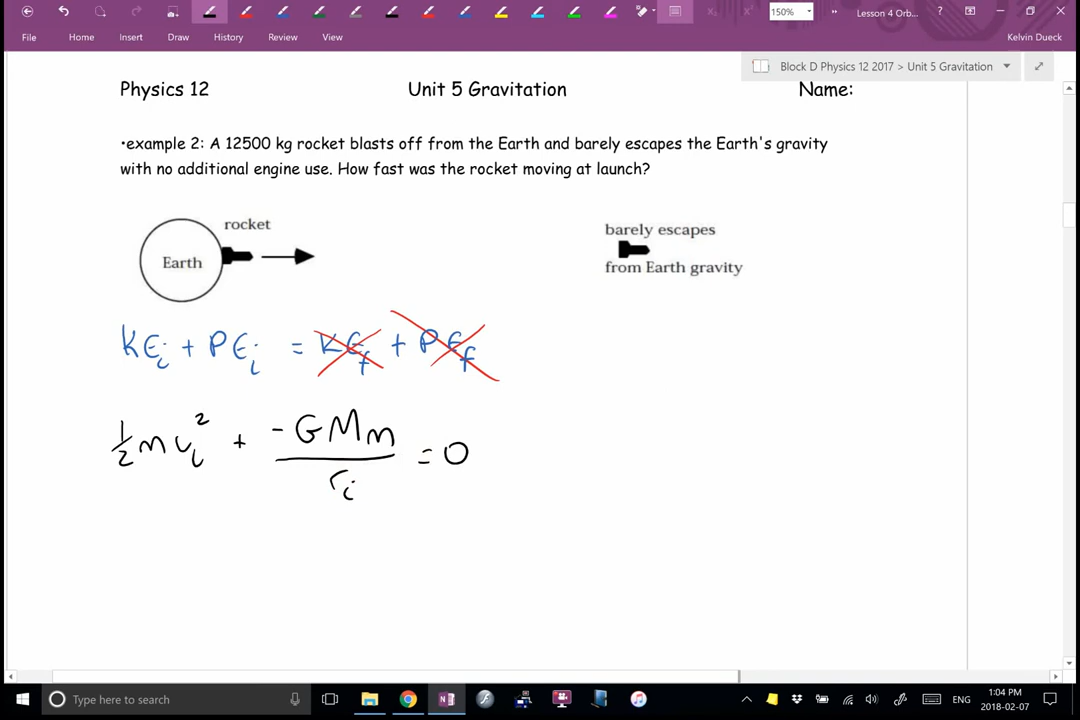 150%
Lesson 4 Orb...
?
File Home Insert Draw History Review View
Kelvin Dueck
Block D Physics 12 2017 > Unit 5 Gravitation
Physics 12 Unit 5 Gravitation Name:
•example 2: A 12500 kg rocket blasts off from the Earth and barely escapes the Earth's gravity
with no additional engine use. How fast was the rocket moving at launch?
rocket
Earth
barely escapes
from Earth gravity
KEi + PEi = KEf + PEf
½mvi² + -GMm/ri = 0
Type here to search
ENG
1:04 PM
2018-02-07